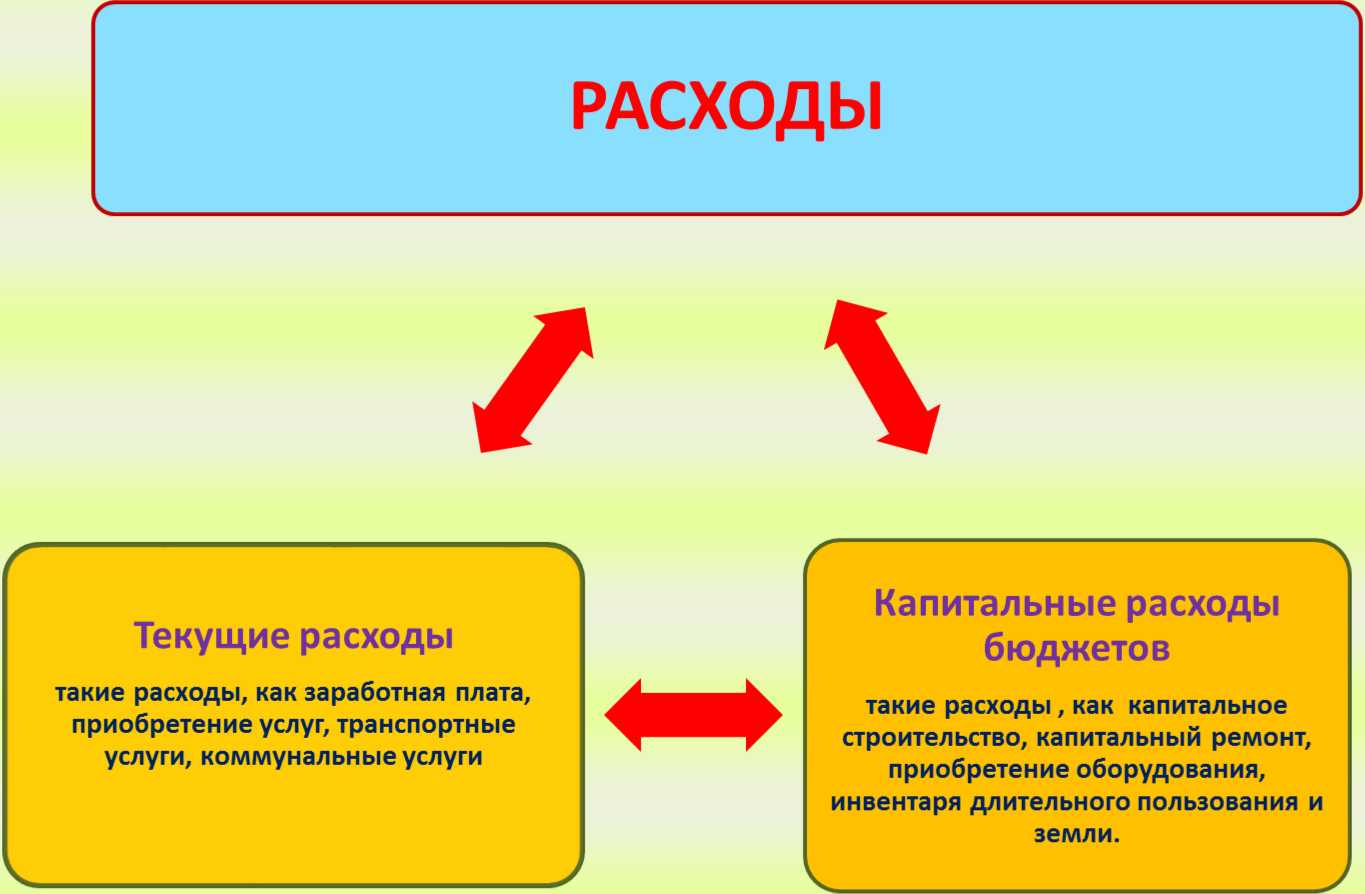 РАСХОДЫ
Текущие расходы
такие расходы, как заработная плата,
приобретение услуг, транспортные
услуги, коммунальные услуги
Капитальные расходы
бюджетов
такие расходы , как капитальное
строительство, капитальный ремонт,
приобретение оборудования,
инвентаря длительного пользования и
земли.